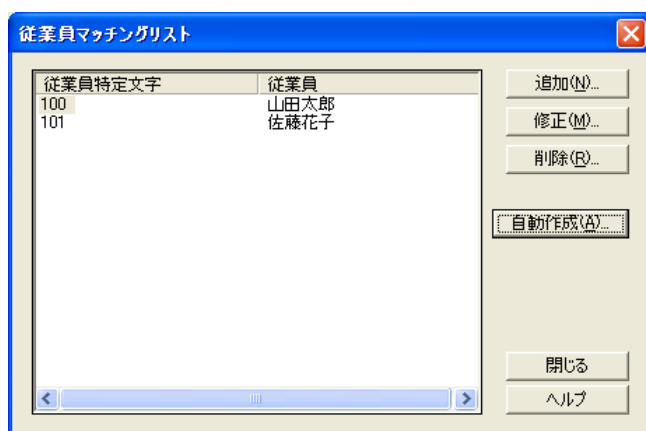 従業員マッチングリスト
従業員特定文字 従業員
100 山田太郎
101 佐藤花子
追加(N)...
修正(M)...
削除(R)...
自動作成(A)...
閉じる
ヘルプ